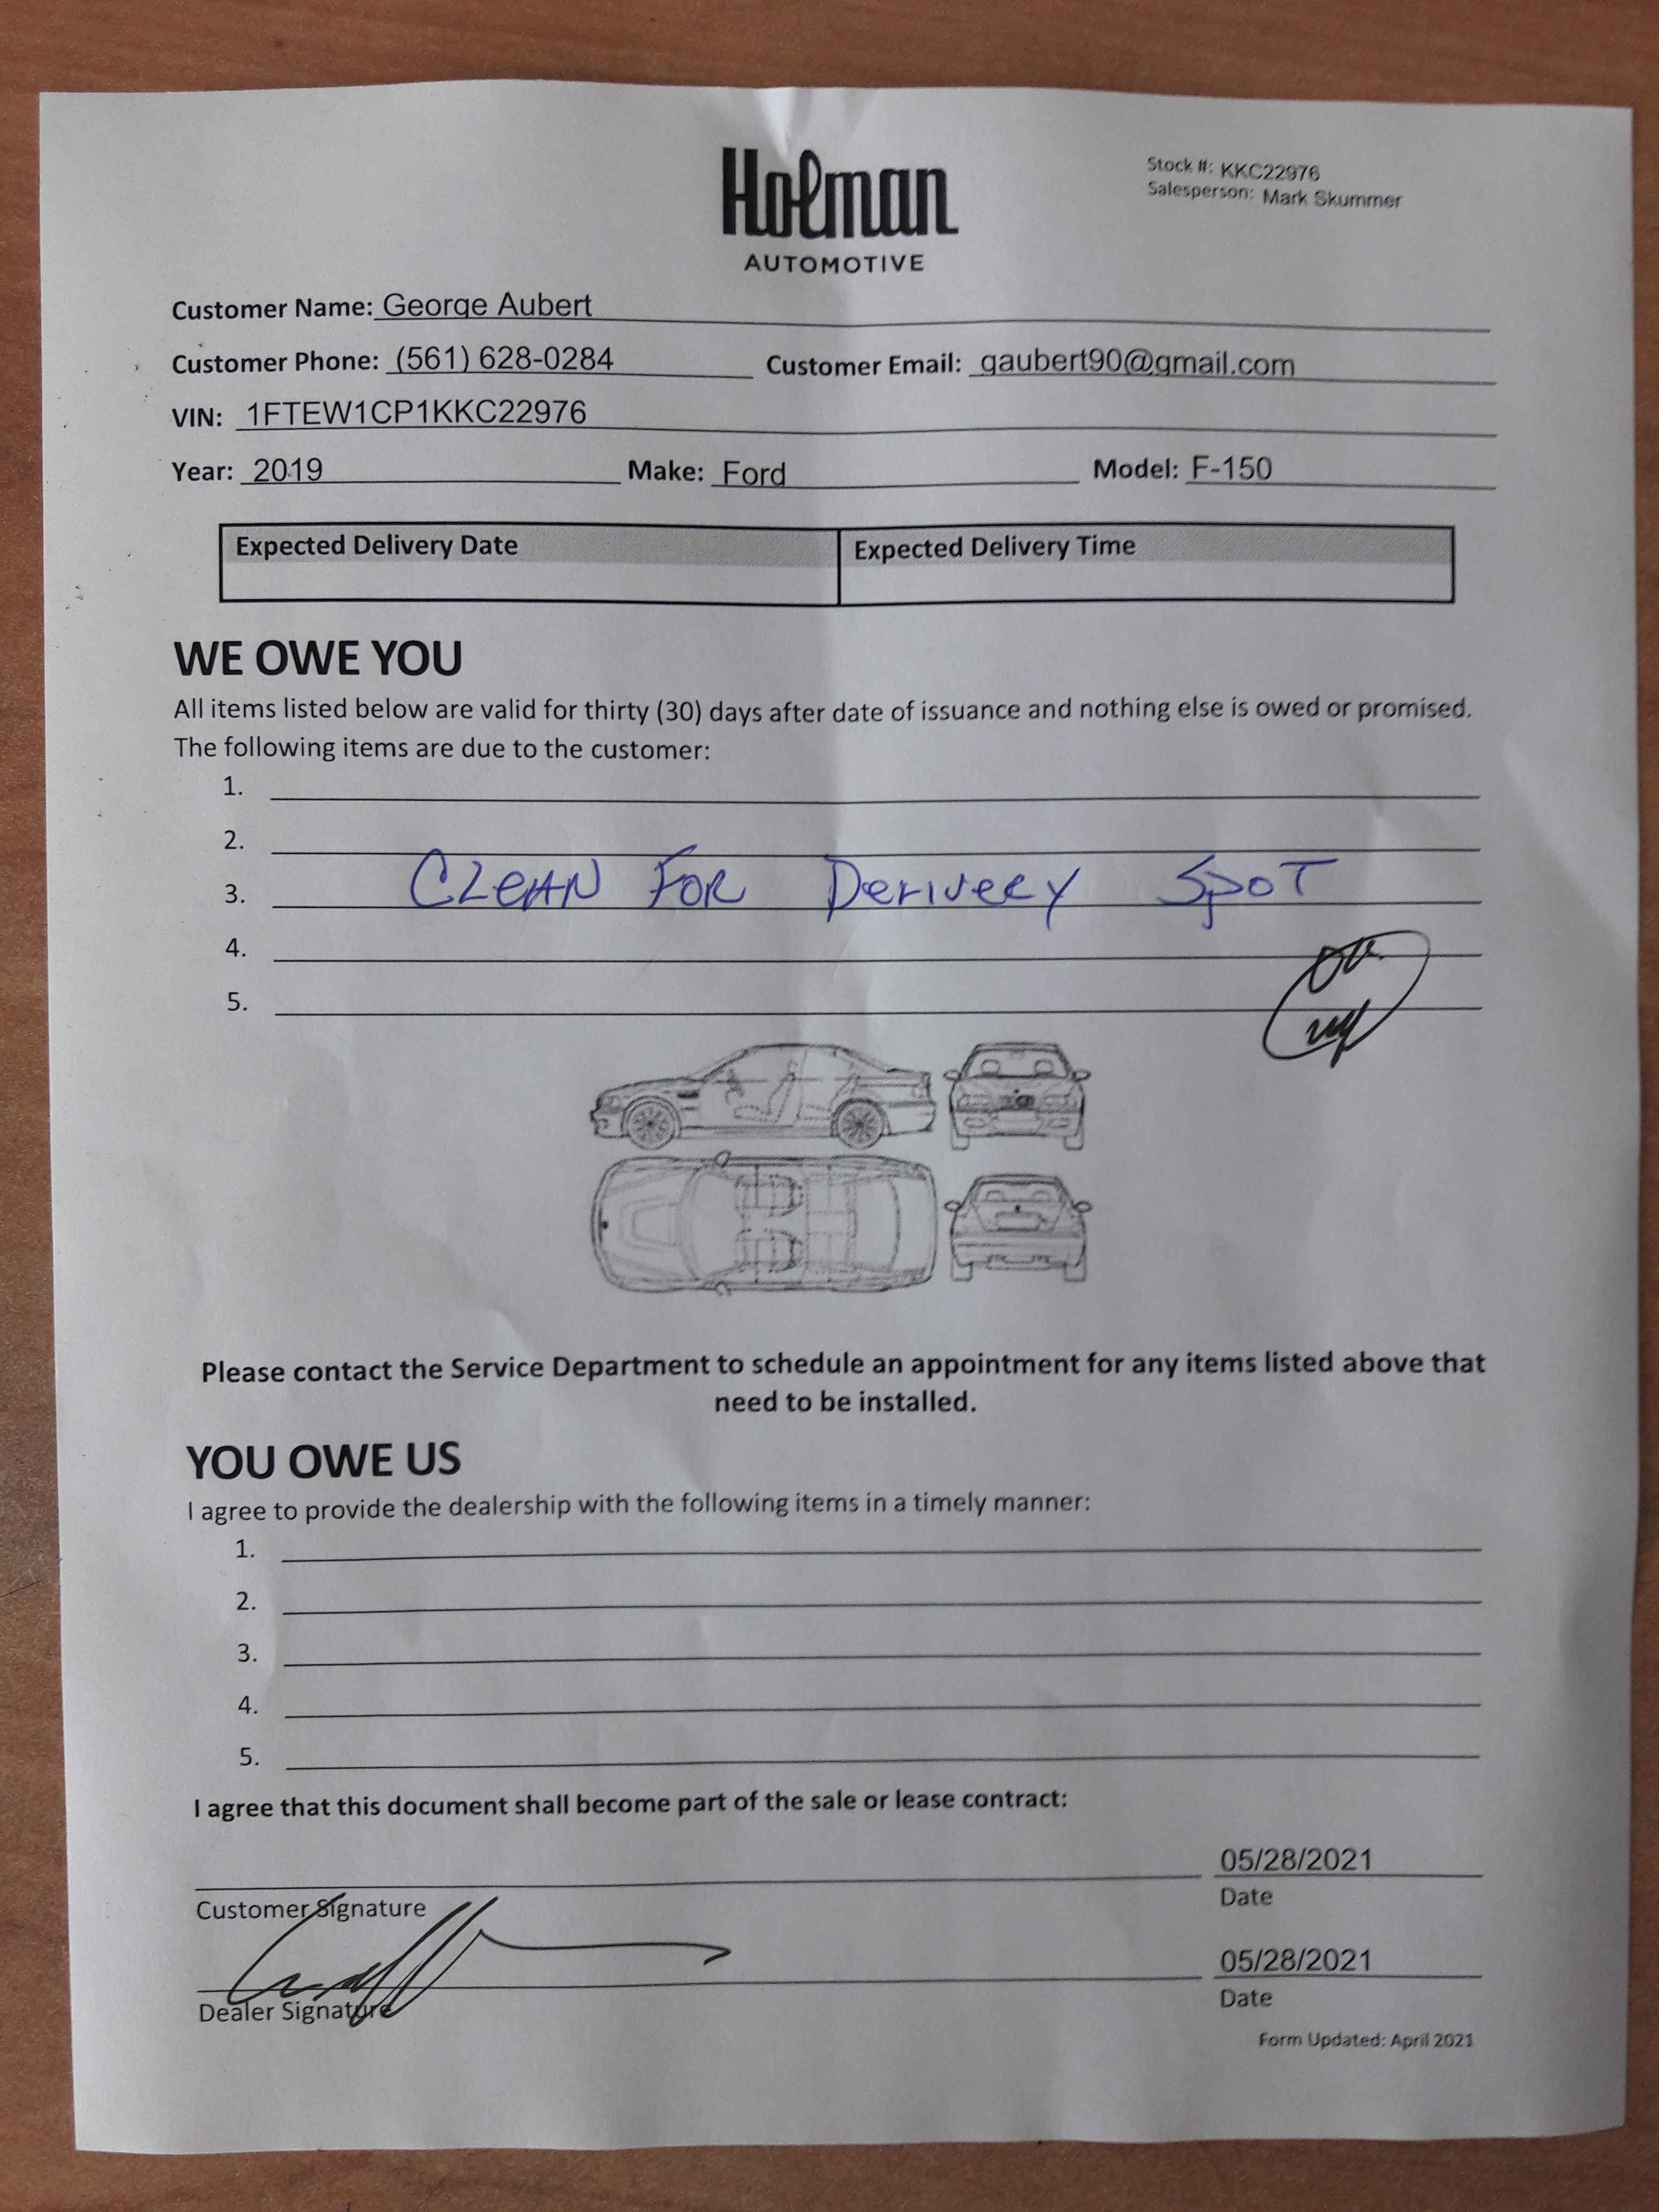 Holman
AUTOMOTIVE
Stock #: KKC22976
Salesperson: Mark Skummer
Customer Name: George Aubert
Customer Phone: (561) 628-0284 Customer Email: gaubert90@gmail.com
VIN: 1FTEW1CP1KKC22976
Year: 2019 Make: Ford Model: F-150
Expected Delivery Date Expected Delivery Time
WE OWE YOU
All items listed below are valid for thirty (30) days after date of issuance and nothing else is owed or promised.
The following items are due to the customer:
1.
2.
3. CLEAN FOR Derivery SPOT
4.
5.
Please contact the Service Department to schedule an appointment for any items listed above that
need to be installed.
YOU OWE US
I agree to provide the dealership with the following items in a timely manner:
1.
2.
3.
4.
5.
I agree that this document shall become part of the sale or lease contract:
05/28/2021
Customer Signature Date
05/28/2021
Dealer Signature Date
Form Updated: April 2021